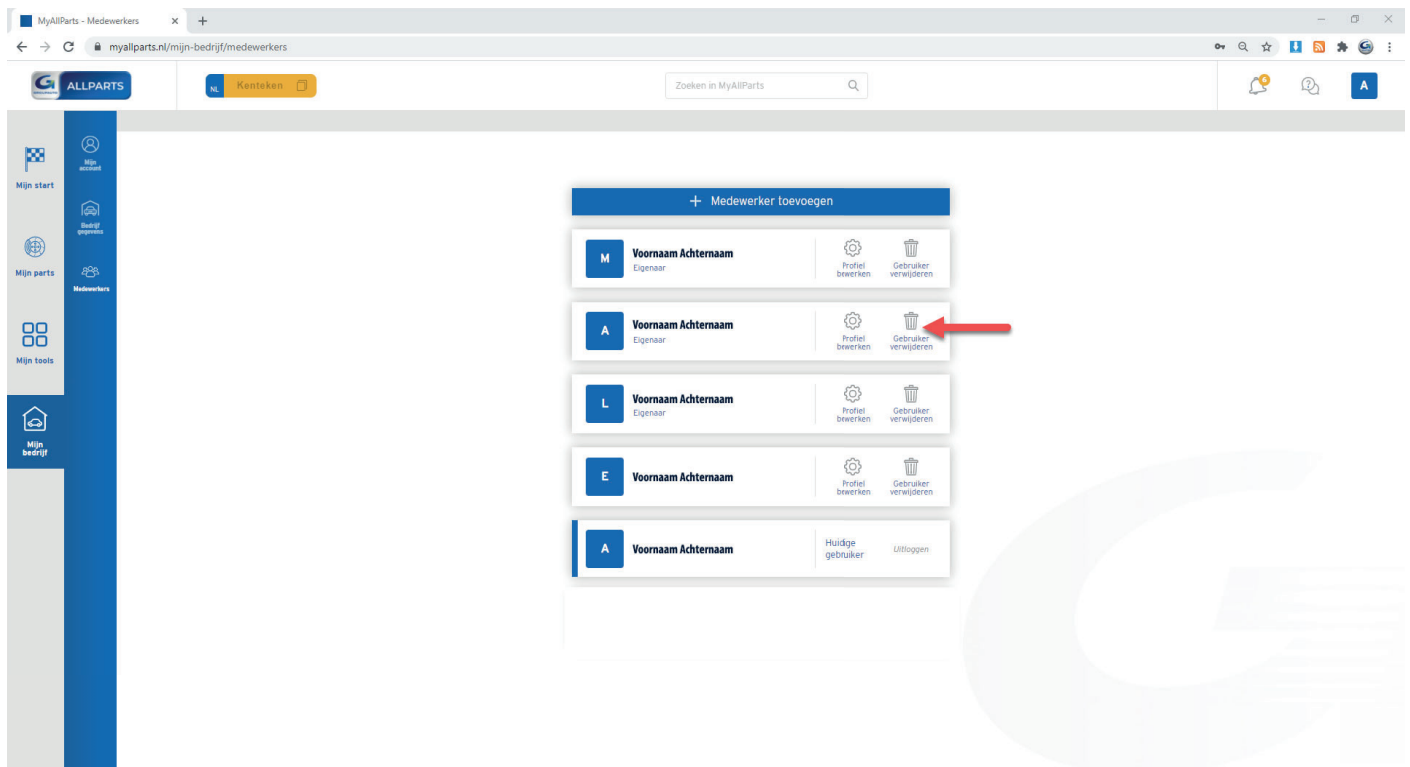 MyAllParts - Medewerkers
myallparts.nl/mijn-bedrijf/medewerkers
G ALLPARTS
NL Kenteken
Zoeken in MyAllParts
6
A
Mijn start
Mijn parts
Mijn tools
Mijn
bedrijf
Mijn
account
Bedrijf
gegevens
Medewerkers
+ Medewerker toevoegen
M
Voornaam Achternaam
Eigenaar
Profiel
bewerken
Gebruiker
verwijderen
A
Voornaam Achternaam
Eigenaar
Profiel
bewerken
Gebruiker
verwijderen
L
Voornaam Achternaam
Eigenaar
Profiel
bewerken
Gebruiker
verwijderen
E
Voornaam Achternaam
Profiel
bewerken
Gebruiker
verwijderen
A
Voornaam Achternaam
Huidige
gebruiker
Uitloggen